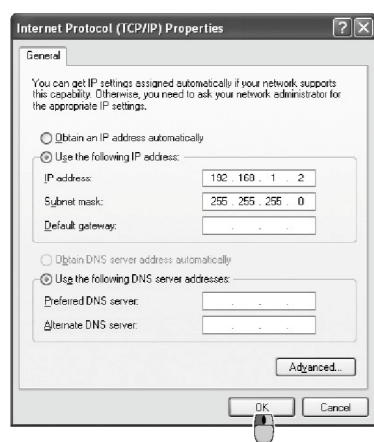 Internet Protocol (TCP/IP) Properties
General
You can get IP settings assigned automatically if your network supports
this capability. Otherwise, you need to ask your network administrator for
the appropriate IP settings.
Obtain an IP address automatically
Use the following IP address:
IP address: 192 . 168 . 1 . 2
Subnet mask: 255 . 255 . 255 . 0
Default gateway: . . .
Obtain DNS server address automatically
Use the following DNS server addresses:
Preferred DNS server: . . .
Alternate DNS server: . . .
Advanced...
OK Cancel